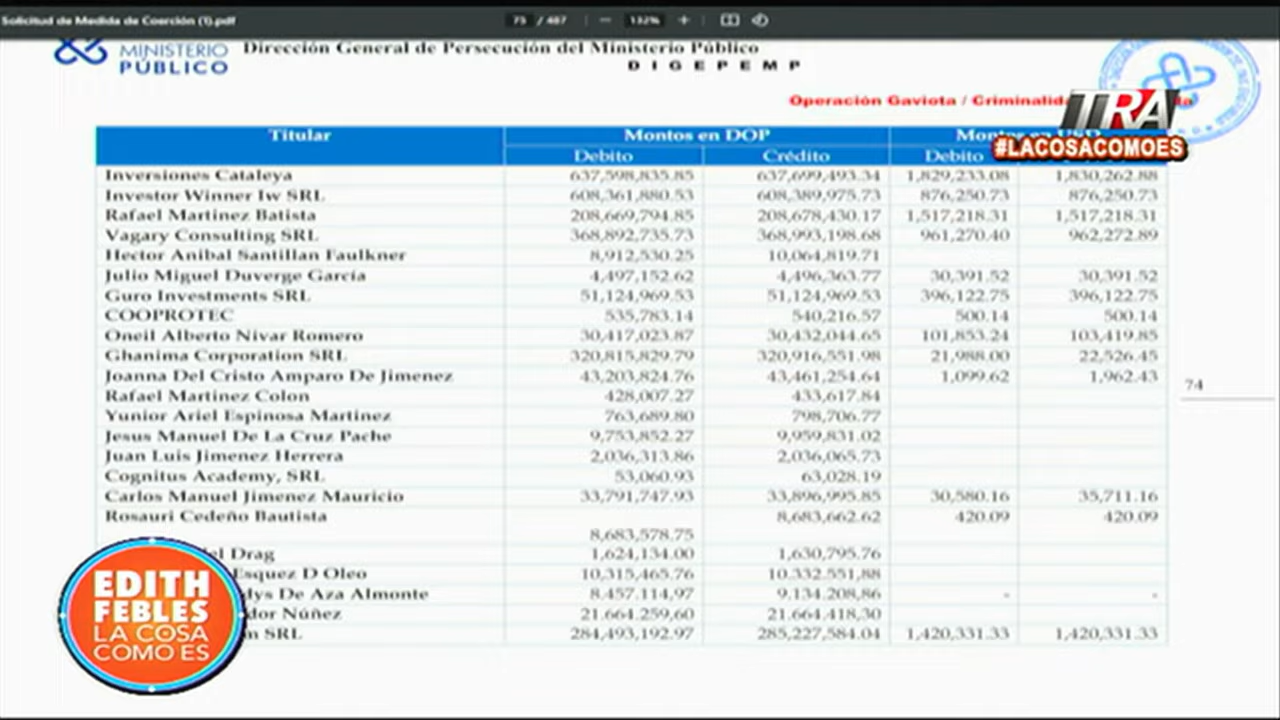 Solicitud de Medida de Coerción (1).pdf 75 / 487 132%
MINISTERIO PÚBLICO
Dirección General de Persecución del Ministerio Público
DIGEPEMP
Operación Gaviota /
TRA
#LACOSACOMOES
Titular Montos en DOP
Debito Crédito Debito
Inversiones Cataleya 637,598,835.85 637,699,493.34 1,829,233.08 1,830,262.88
Investor Winner Iw SRL 608,361,880.53 608,389,975.73 876,250.73 876,250.73
Rafael Martinez Batista 208,669,794.85 208,678,430.17 1,517,218.31 1,517,218.31
Vagary Consulting SRL 368,892,735.73 368,993,198.68 961,270.40 962,272.89
Hector Anibal Santillan Faulkner 8,912,530.25 10,064,819.71
Julio Miguel Duverge García 4,497,152.62 4,496,363.77 30,391.52 30,391.52
Guro Investments SRL 51,124,969.53 51,124,969.53 396,122.75 396,122.75
COOPROTEC 535,783.14 540,216.57 500.14 500.14
Oneil Alberto Nivar Romero 30,417,023.87 30,432,044.65 101,853.24 103,419.85
Ghanima Corporation SRL 320,815,829.79 320,916,551.98 21,988.00 22,526.45
Joanna Del Cristo Amparo De Jimenez 43,203,824.76 43,461,254.64 1,099.62 1,962.43
74
Rafael Martinez Colon 428,007.27 433,617.84
Yunior Ariel Espinosa Martinez 763,689.80 798,706.77
Jesus Manuel De La Cruz Pache 9,753,852.27 9,959,831.02
Juan Luis Jimenez Herrera 2,036,313.86 2,036,065.73
Cognitus Academy, SRL 53,060.93 63,028.19
Carlos Manuel Jimenez Mauricio 33,791,747.93 33,896,995.85 30,580.16 35,711.16
Rosauri Cedeño Bautista 8,683,578.75 8,683,662.62 420.09 420.09
Drag 1,624,134.00 1,630,795.76
D Oleo 10,315,465.76 10.332.551,88
De Aza Almonte 8.457.114,97 9.134.208,86 - -
Núñez 21.664.259,60 21.664.418,30
SRL 284,493,192.97 285,227,584.04 1,420,331.33 1,420,331.33
EDITH
FEBLES
LA COSA
COMO ES